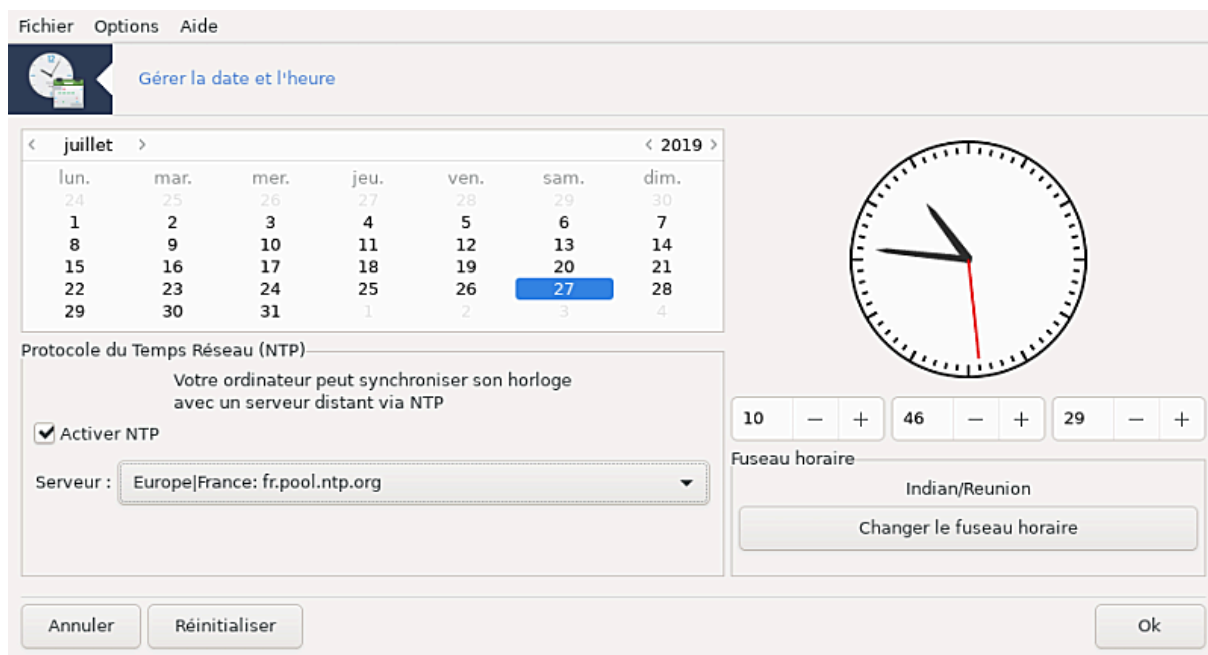 Fichier Options Aide
Gérer la date et l'heure
< juillet > < 2019 >
lun. mar. mer. jeu. ven. sam. dim.
24 25 26 27 28 29 30
1 2 3 4 5 6 7
8 9 10 11 12 13 14
15 16 17 18 19 20 21
22 23 24 25 26 27 28
29 30 31 1 2 3 4
Protocole du Temps Réseau (NTP)
Votre ordinateur peut synchroniser son horloge
avec un serveur distant via NTP
Activer NTP
Serveur : Europe|France: fr.pool.ntp.org
10 — + 46 — + 29 — +
Fuseau horaire
Indian/Reunion
Changer le fuseau horaire
Annuler Réinitialiser Ok